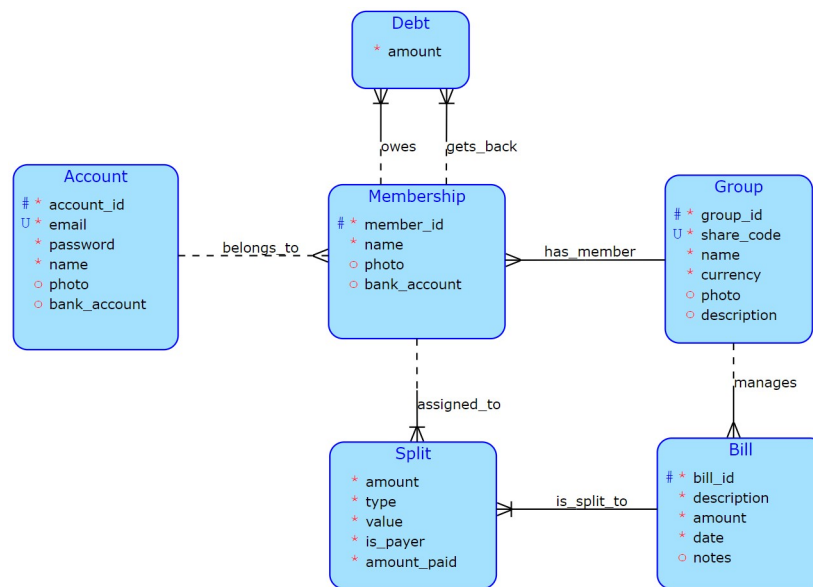 Debt
* amount
owes
gets_back
Account
# * account_id
U * email
* password
* name
o photo
o bank_account
belongs_to
Membership
# * member_id
* name
o photo
o bank_account
has_member
Group
# * group_id
U * share_code
* name
* currency
o photo
o description
assigned_to
manages
Split
* amount
* type
* value
* is_payer
* amount_paid
is_split_to
Bill
# * bill_id
* description
* amount
* date
o notes